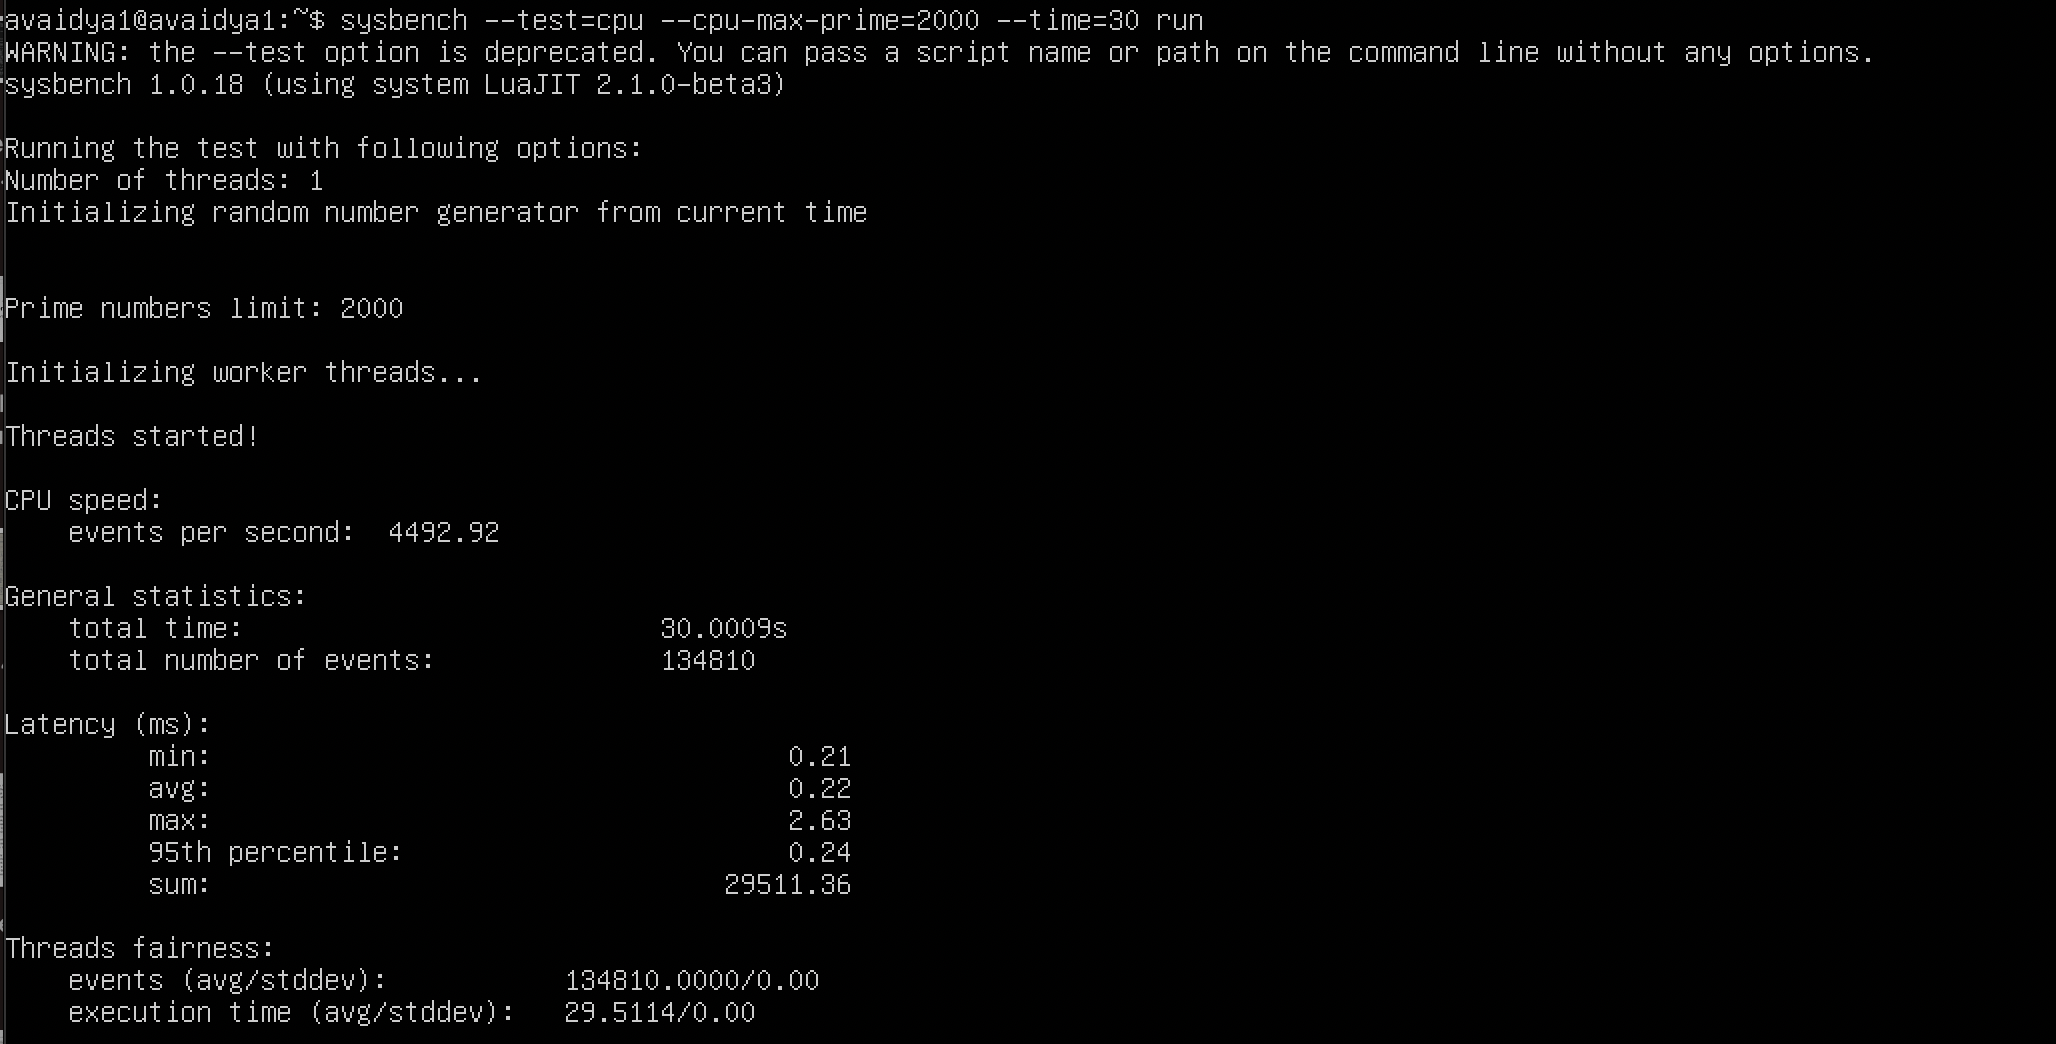 avaidya1@avaidya1:~$ sysbench --test=cpu --cpu-max-prime=2000 --time=30 run
WARNING: the --test option is deprecated. You can pass a script name or path on the command line without any options.
sysbench 1.0.18 (using system LuaJIT 2.1.0-beta3)
Running the test with following options:
Number of threads: 1
Initializing random number generator from current time
Prime numbers limit: 2000
Initializing worker threads...
Threads started!
CPU speed:
events per second: 4492.92
General statistics:
total time: 30.0009s
total number of events: 134810
Latency (ms):
min: 0.21
avg: 0.22
max: 2.63
95th percentile: 0.24
sum: 29511.36
Threads fairness:
events (avg/stddev): 134810.0000/0.00
execution time (avg/stddev): 29.5114/0.00